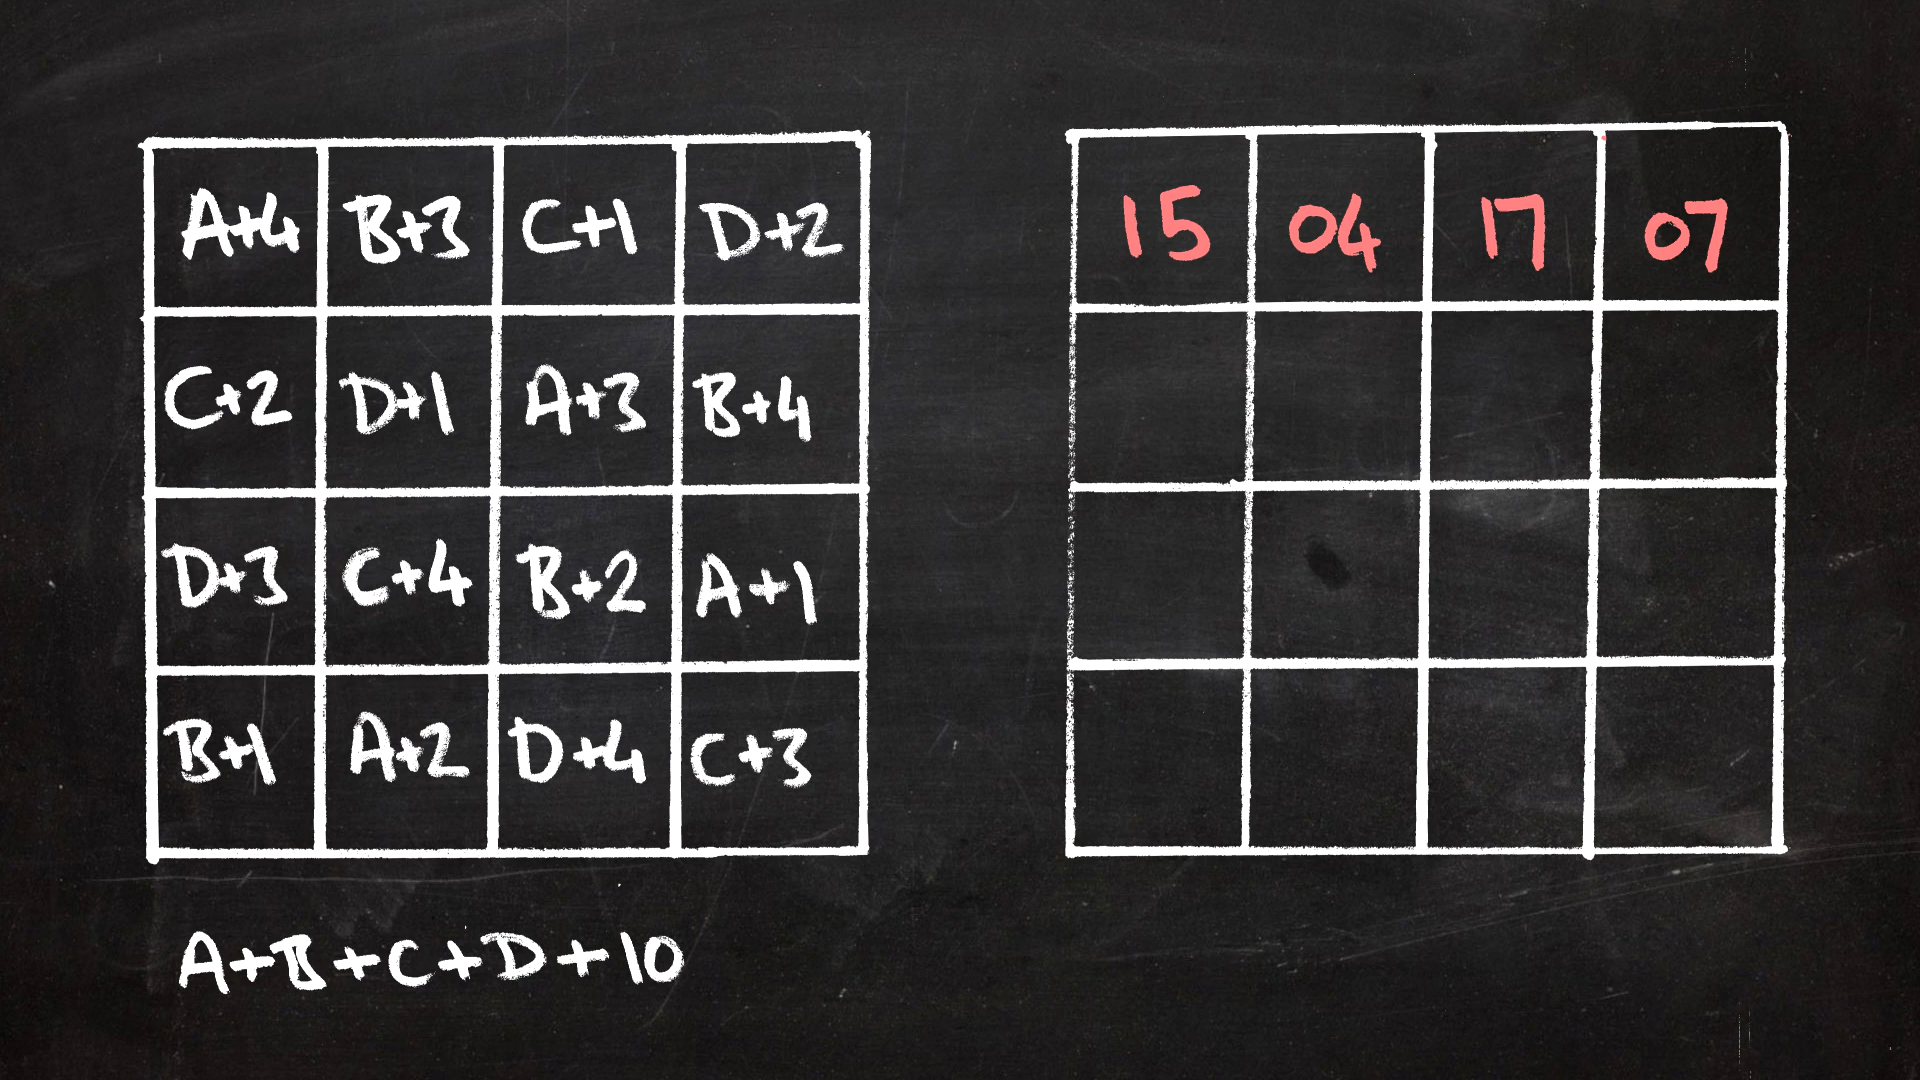 A+4 B+3 C+1 D+2 15 04 17 07
C+2 D+1 A+3 B+4
D+3 C+4 B+2 A+1
B+1 A+2 D+4 C+3
A+B+C+D+10